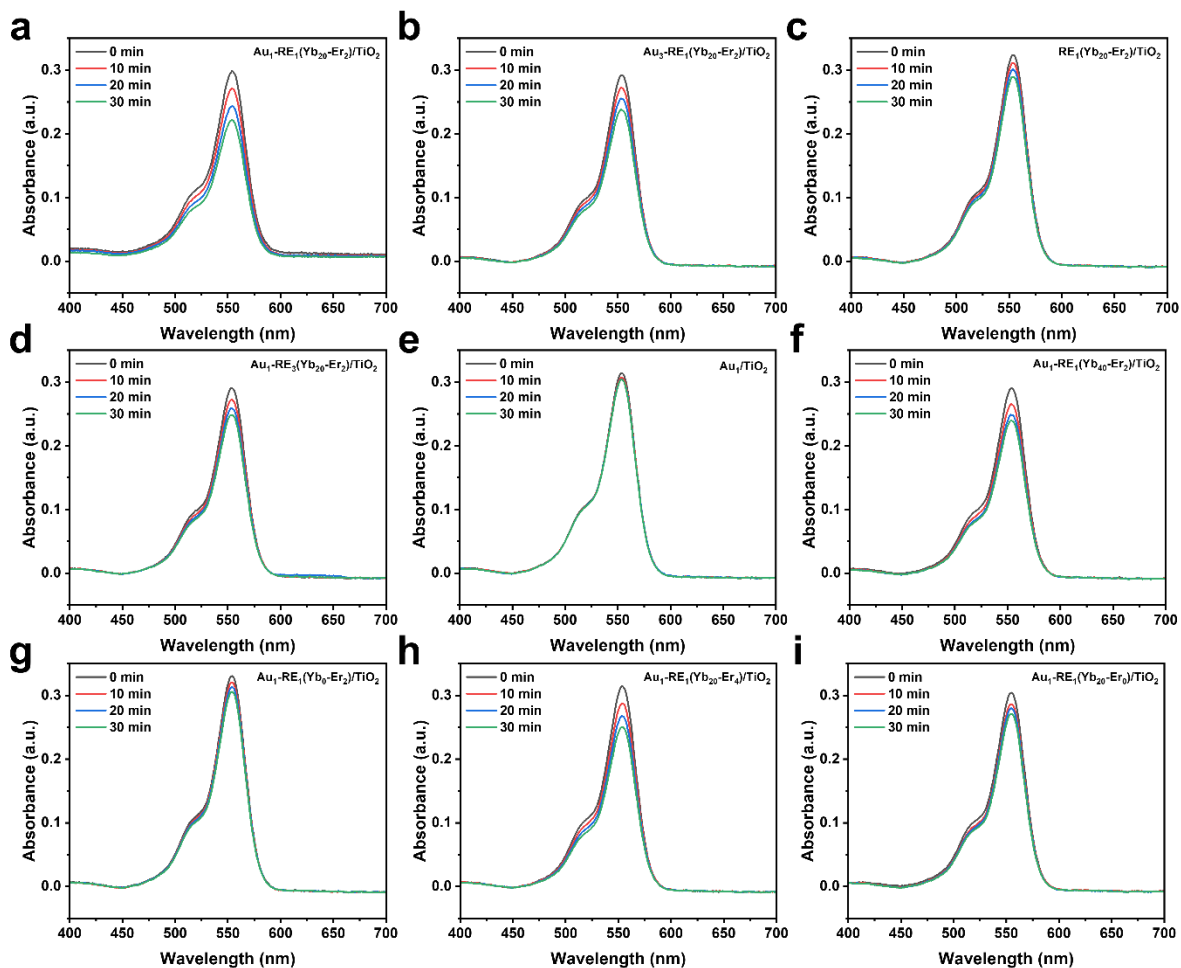 a
0 min
10 min
20 min
30 min
Au₁-RE₁(Yb₂₀-Er₂)/TiO₂
Absorbance (a.u.)
0.3
0.2
0.1
0.0
400 450 500 550 600 650 700
Wavelength (nm)
b
0 min
10 min
20 min
30 min
Au₃-RE₁(Yb₂₀-Er₂)/TiO₂
Absorbance (a.u.)
0.3
0.2
0.1
0.0
400 450 500 550 600 650 700
Wavelength (nm)
c
0 min
10 min
20 min
30 min
RE₁(Yb₂₀-Er₂)/TiO₂
Absorbance (a.u.)
0.3
0.2
0.1
0.0
400 450 500 550 600 650 700
Wavelength (nm)
d
0 min
10 min
20 min
30 min
Au₁-RE₃(Yb₂₀-Er₂)/TiO₂
Absorbance (a.u.)
0.3
0.2
0.1
0.0
400 450 500 550 600 650 700
Wavelength (nm)
e
0 min
10 min
20 min
30 min
Au₁/TiO₂
Absorbance (a.u.)
0.3
0.2
0.1
0.0
400 450 500 550 600 650 700
Wavelength (nm)
f
0 min
10 min
20 min
30 min
Au₁-RE₁(Yb₄₀-Er₂)/TiO₂
Absorbance (a.u.)
0.3
0.2
0.1
0.0
400 450 500 550 600 650 700
Wavelength (nm)
g
0 min
10 min
20 min
30 min
Au₁-RE₁(Yb₀-Er₂)/TiO₂
Absorbance (a.u.)
0.3
0.2
0.1
0.0
400 450 500 550 600 650 700
Wavelength (nm)
h
0 min
10 min
20 min
30 min
Au₁-RE₁(Yb₂₀-Er₄)/TiO₂
Absorbance (a.u.)
0.3
0.2
0.1
0.0
400 450 500 550 600 650 700
Wavelength (nm)
i
0 min
10 min
20 min
30 min
Au₁-RE₁(Yb₂₀-Er₀)/TiO₂
Absorbance (a.u.)
0.3
0.2
0.1
0.0
400 450 500 550 600 650 700
Wavelength (nm)